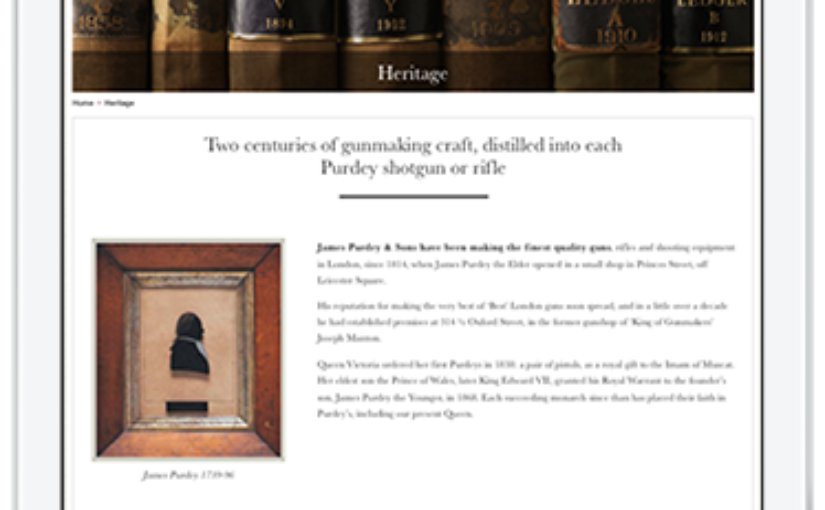 1858
V
1894
Y
1902
LEDGER
A
1910
LEDGER
B
1912
Heritage
Home • Heritage
Two centuries of gunmaking craft, distilled into each
Purdey shotgun or rifle
James Purdey & Sons have been making the finest quality guns, rifles and shooting equipment
in London, since 1814, when James Purdey the Elder opened in a small shop in Princes Street, off
Leicester Square.
His reputation for making the very best of 'Best' London guns soon spread, and in a little over a decade
he had established premises at 314 ½ Oxford Street, in the former gunshop of 'King of Gunmakers'
Joseph Manton.
Queen Victoria ordered her first Purdeys in 1838: a pair of pistols, as a royal gift to the Imam of Muscat.
Her eldest son the Prince of Wales, later King Edward VII, granted his Royal Warrant to the founder's
son, James Purdey the Younger, in 1868. Each succeeding monarch since than has placed their faith in
Purdey's, including our present Queen.
James Purdey 1739-96